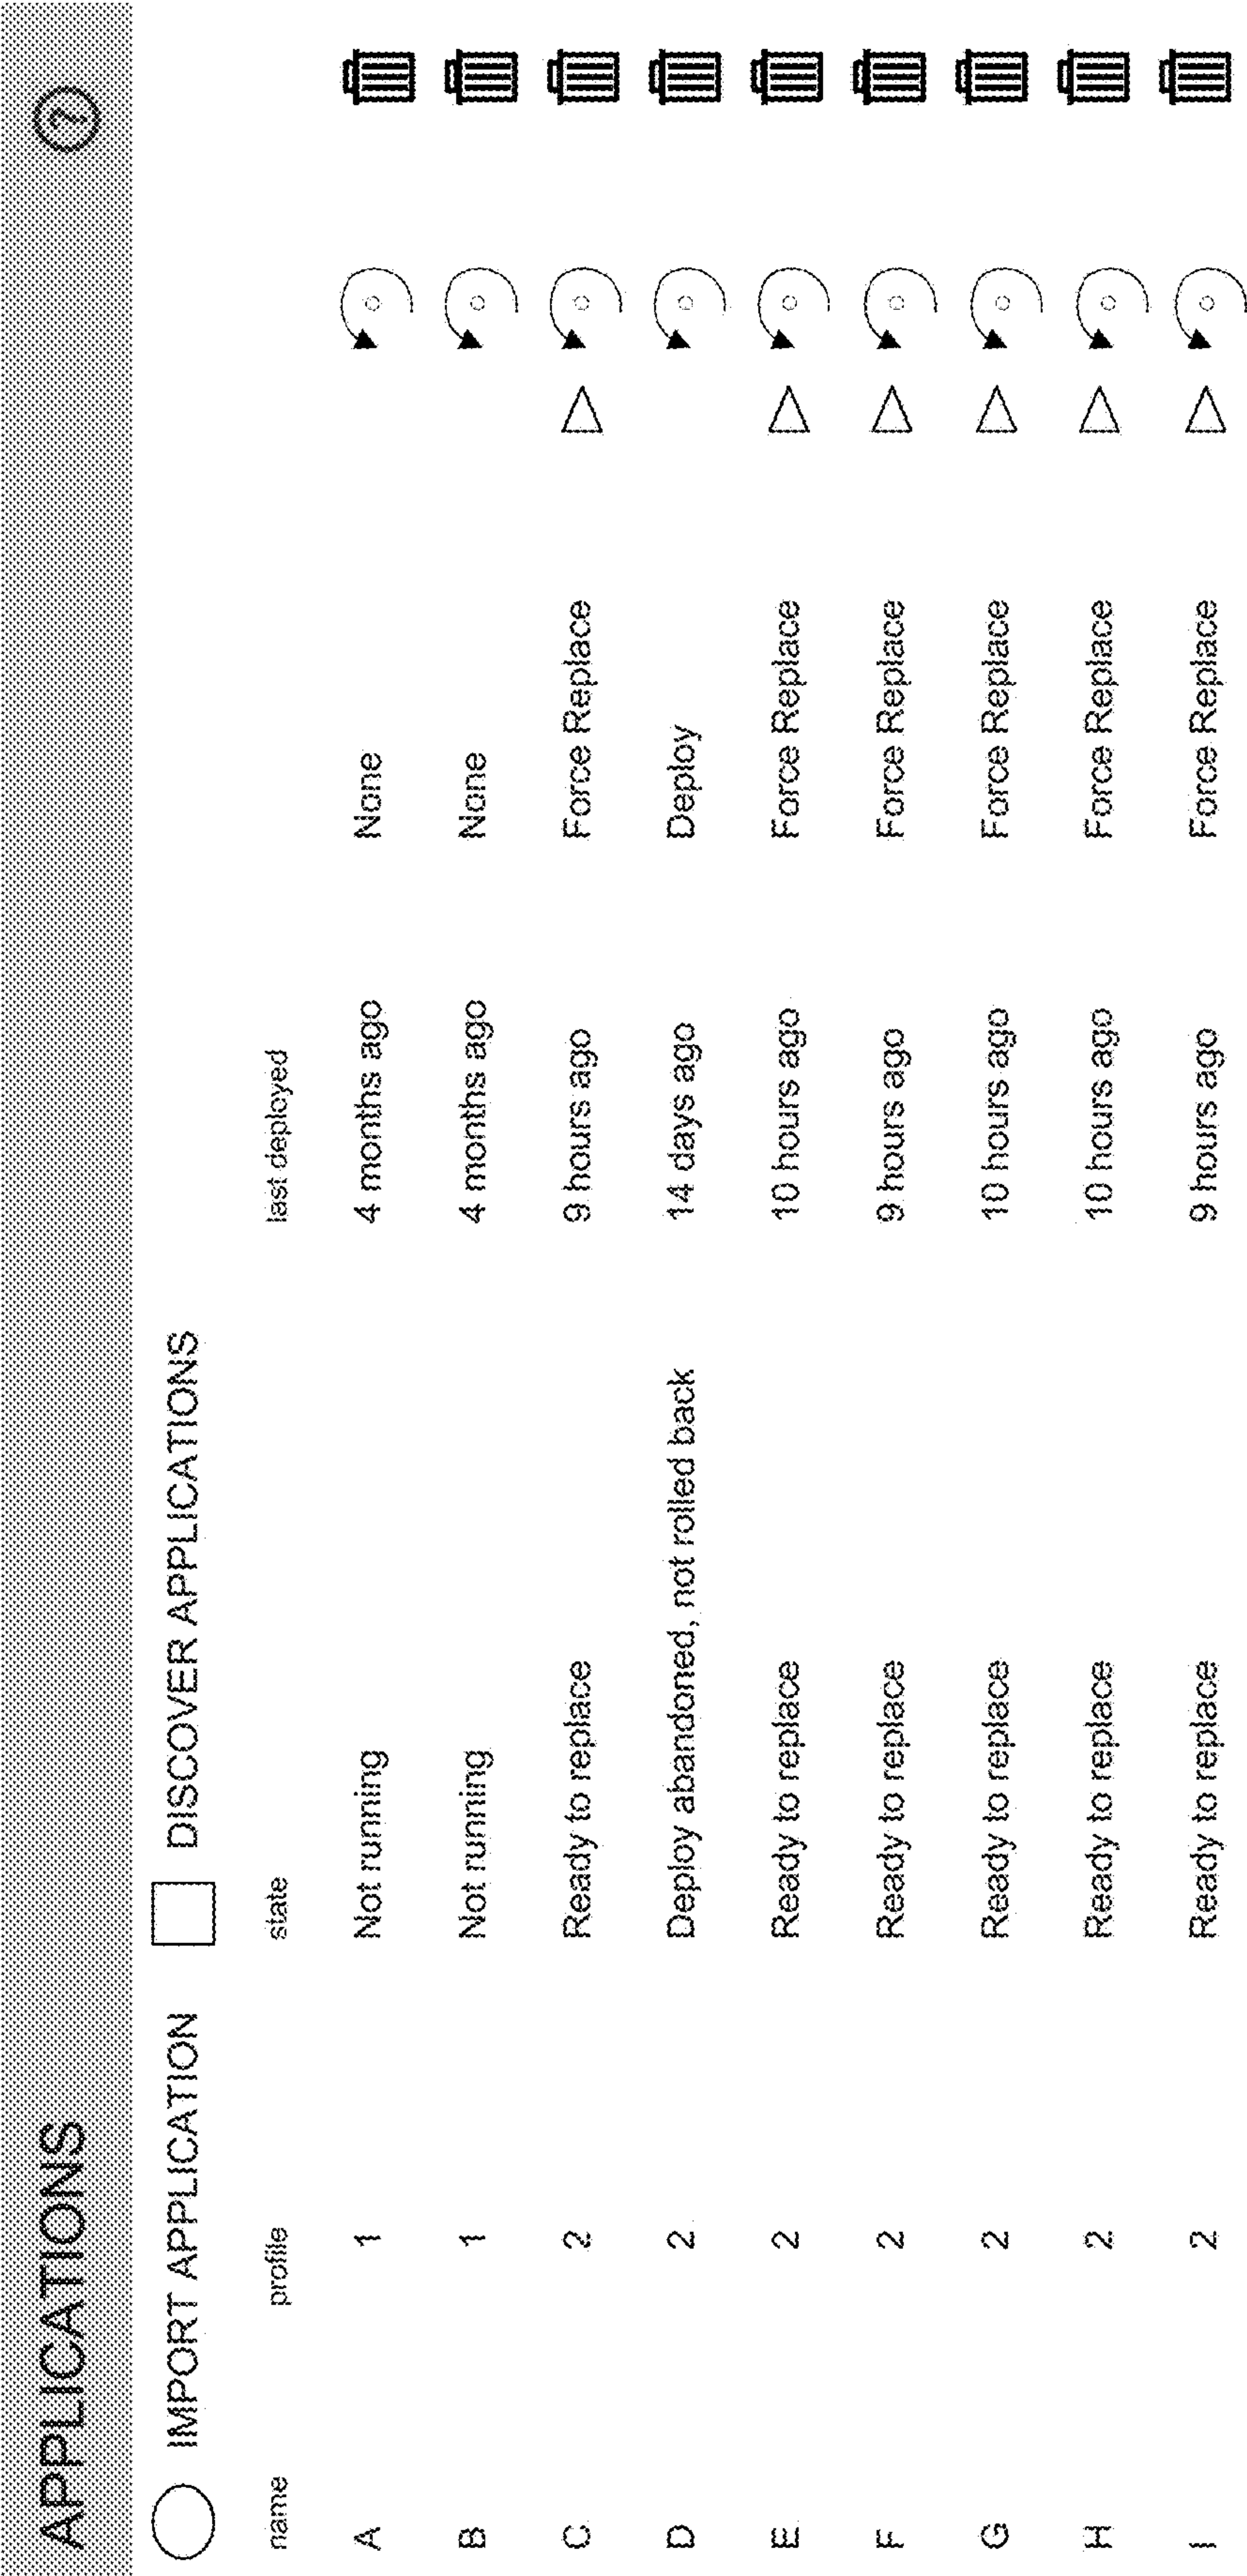 APPLICATIONS ?
IMPORT APPLICATION DISCOVER APPLICATIONS
name profile state last deployed
A 1 Not running 4 months ago None
B 1 Not running 4 months ago None
C 2 Ready to replace 9 hours ago Force Replace
D 2 Deploy abandoned, not rolled back 14 days ago Deploy
E 2 Ready to replace 10 hours ago Force Replace
F 2 Ready to replace 9 hours ago Force Replace
G 2 Ready to replace 10 hours ago Force Replace
H 2 Ready to replace 10 hours ago Force Replace
I 2 Ready to replace 9 hours ago Force Replace